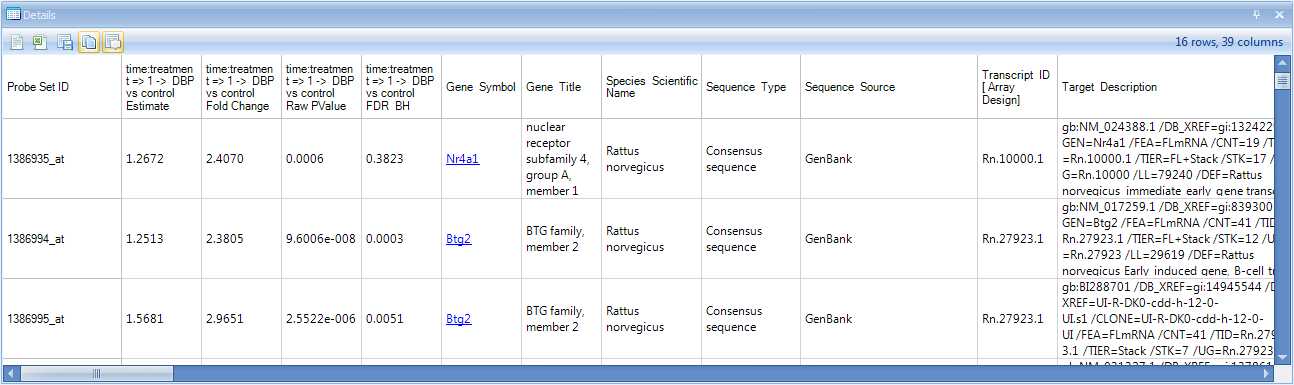 Details
16 rows, 39 columns
Probe Set ID
time:treatmen
t => 1 -> DBP
vs control
Estimate
time:treatmen
t => 1 -> DBP
vs control
Fold Change
time:treatmen
t => 1 -> DBP
vs control
Raw PValue
time:treatmen
t => 1 -> DBP
vs control
FDR BH
Gene Symbol
Gene Title
Species Scientific
Name
Sequence Type
Sequence Source
Transcript ID
[ Array
Design]
Target Description
1386935_at
1.2672
2.4070
0.0006
0.3823
Nr4a1
nuclear
receptor
subfamily 4,
group A,
member 1
Rattus
norvegicus
Consensus
sequence
GenBank
Rn.10000.1
gb:NM_024388.1 /DB_XREF=gi:1324220
GEN=Nr4a1 /FEA=FLmRNA /CNT=19 /T
=Rn.10000.1 /TIER=FL+Stack /STK=17 /
G=Rn.10000 /LL=79240 /DEF=Rattus
norvegicus immediate early gene transc
1386994_at
1.2513
2.3805
9.6006e-008
0.0003
Btg2
BTG family,
member 2
Rattus
norvegicus
Consensus
sequence
GenBank
Rn.27923.1
gb:NM_017259.1 /DB_XREF=gi:839300
GEN=Btg2 /FEA=FLmRNA /CNT=41 /TID
Rn.27923.1 /TIER=FL+Stack /STK=12 /U
=Rn.27923 /LL=29619 /DEF=Rattus
norvegicus Early induced gene, B-cell tr
1386995_at
1.5681
2.9651
2.5522e-006
0.0051
Btg2
BTG family,
member 2
Rattus
norvegicus
Consensus
sequence
GenBank
Rn.27923.1
gb:BI288701 /DB_XREF=gi:14945544 /D
XREF=UI-R-DK0-cdd-h-12-0-
UI.s1 /CLONE=UI-R-DK0-cdd-h-12-0-
UI /FEA=FLmRNA /CNT=41 /TID=Rn.279
3.1 /TIER=Stack /STK=7 /UG=Rn.27923